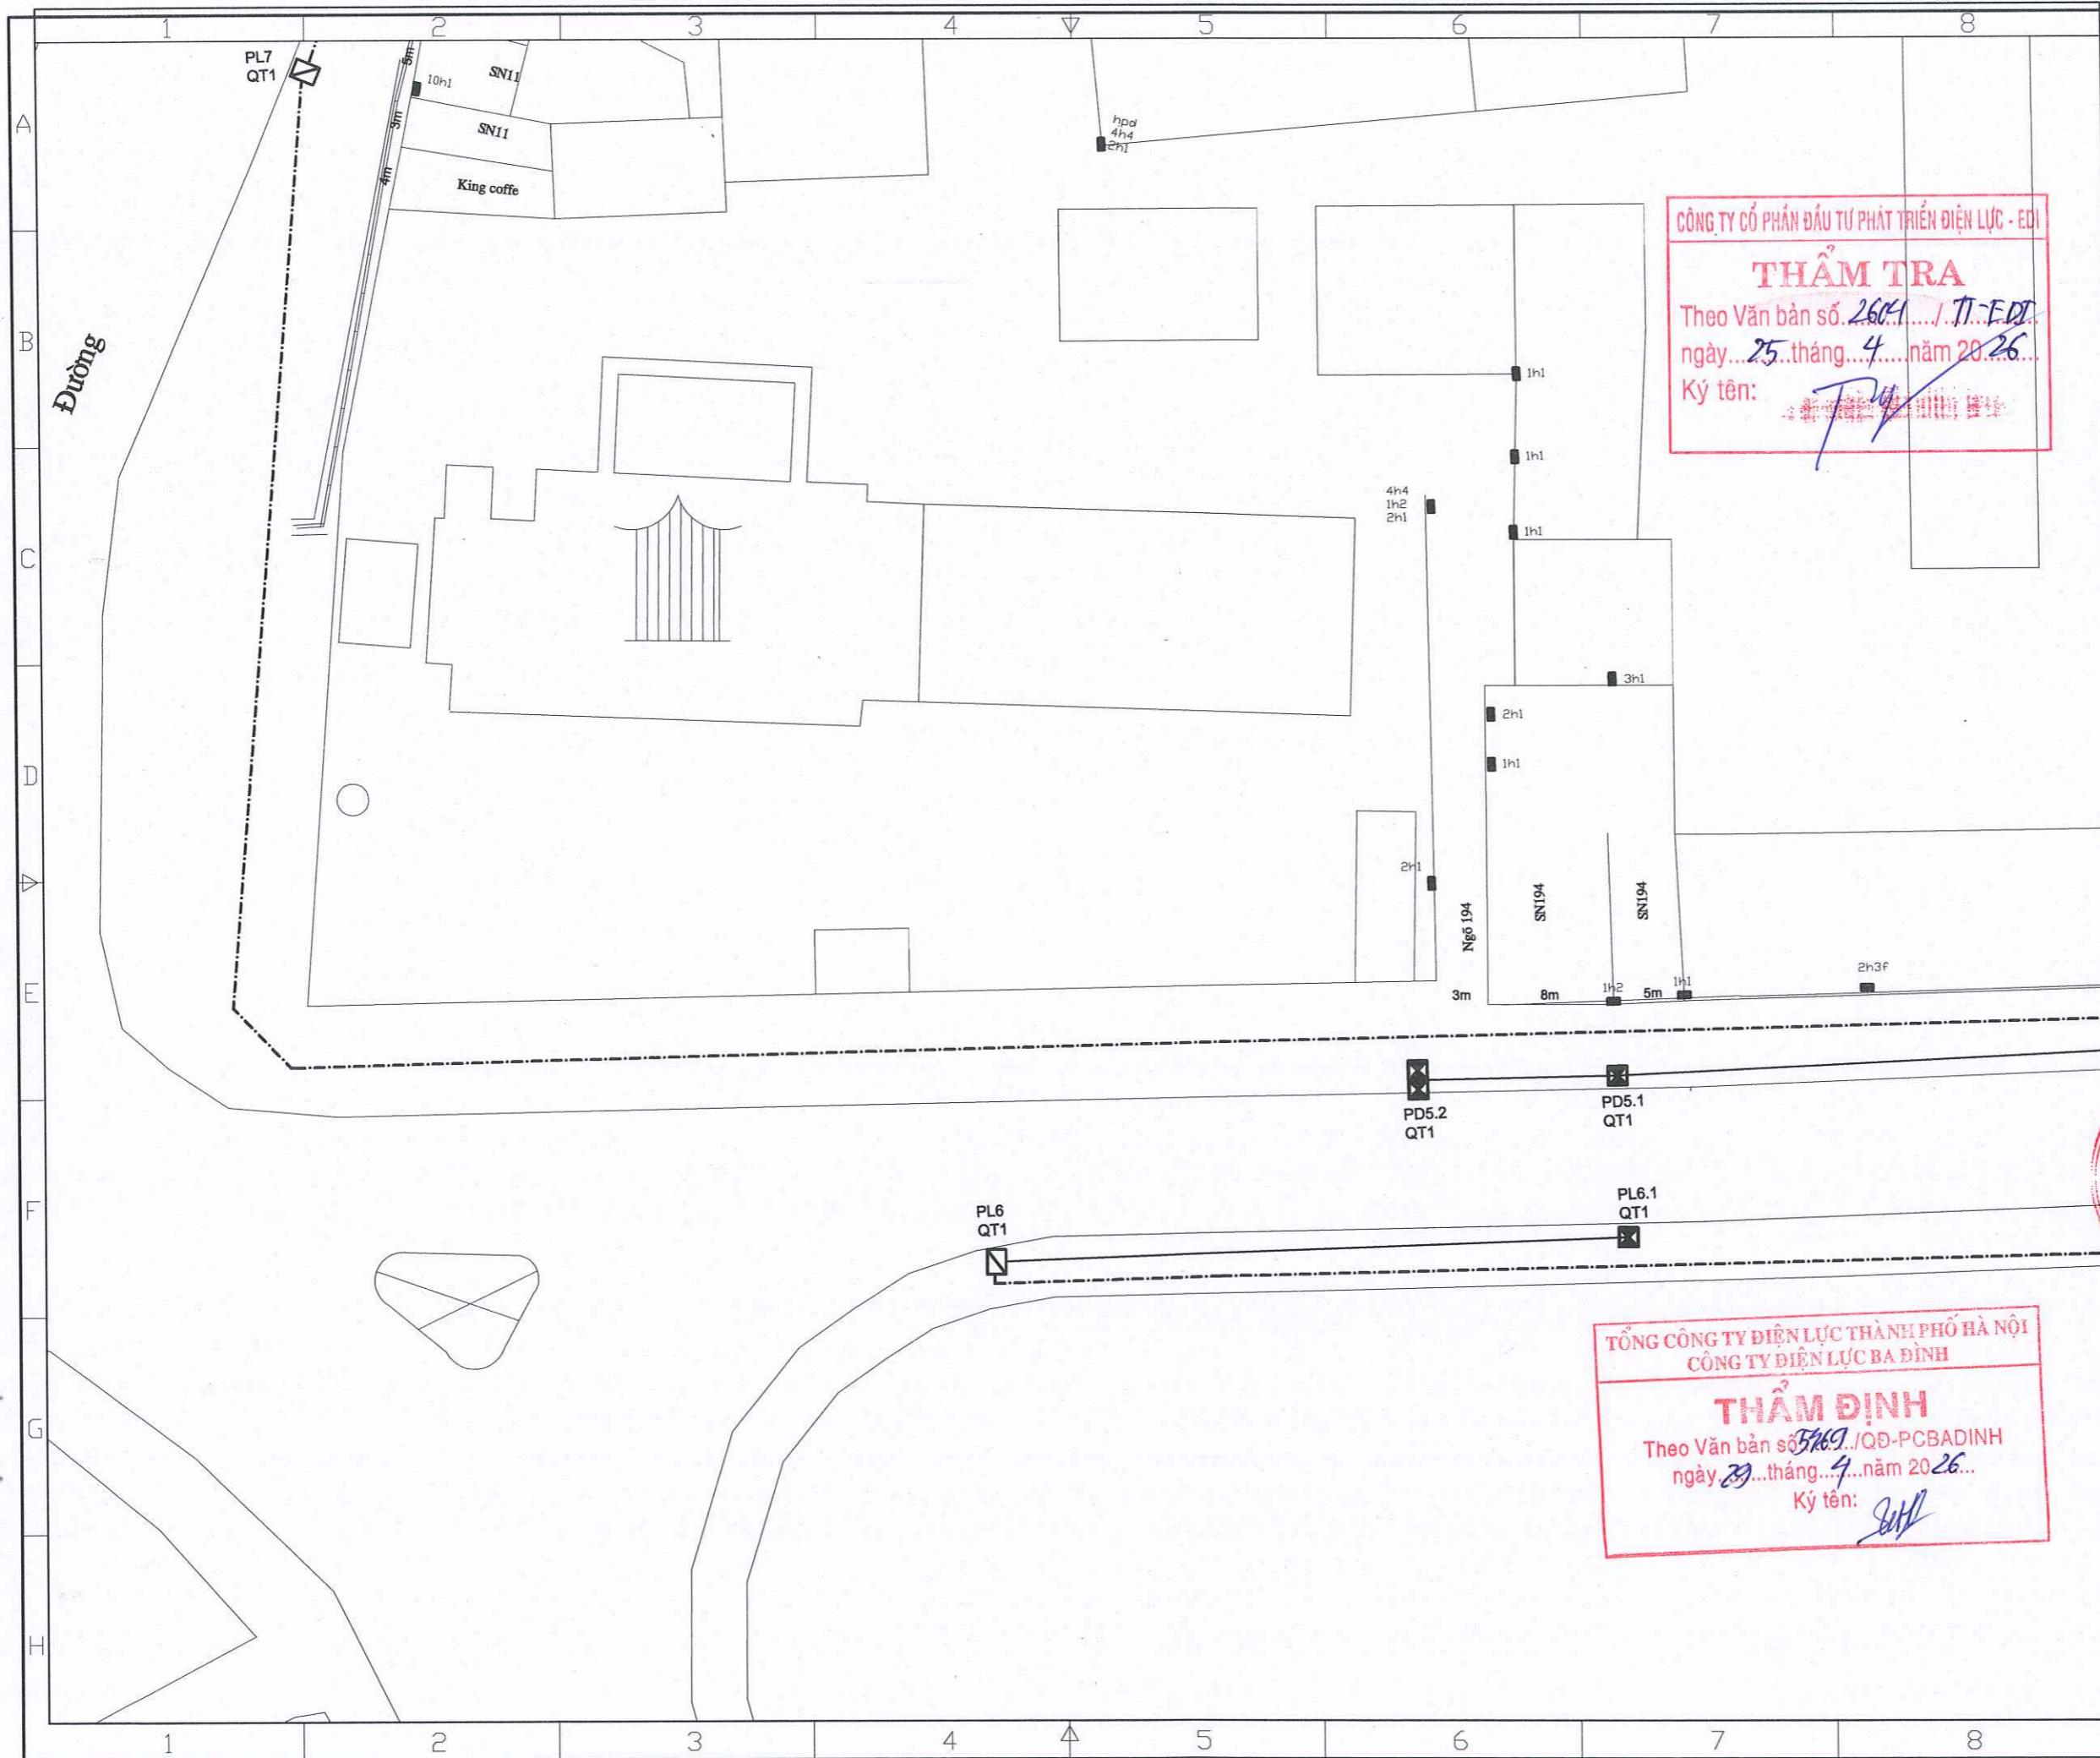 1 2 3 4 5 6 7 8
A
B
C
D
E
F
G
H
PL7
QT1
5m
10h1
SN11
3m
SN11
4m
King coffe
hpd
4h4
2h1
Đường
CÔNG TY CỔ PHẦN ĐẦU TƯ PHÁT TRIỂN ĐIỆN LỰC - EDI
THẨM TRA
Theo Văn bản số 2604 / TT-EDI
ngày 25 tháng 4 năm 2026
Ký tên:
1h1
1h1
4h4
1h2
2h1
1h1
3h1
2h1
1h1
2h1
Ngõ 194
SN194
SN194
3m
8m
1h2
5m
1h1
2h3f
PD5.2
QT1
PD5.1
QT1
PL6
QT1
PL6.1
QT1
TỔNG CÔNG TY ĐIỆN LỰC THÀNH PHỐ HÀ NỘI
CÔNG TY ĐIỆN LỰC BA ĐÌNH
THẨM ĐỊNH
Theo Văn bản số /QĐ-PCBADINH
ngày 29 tháng 4 năm 2026
Ký tên:
1 2 3 4 5 6 7 8